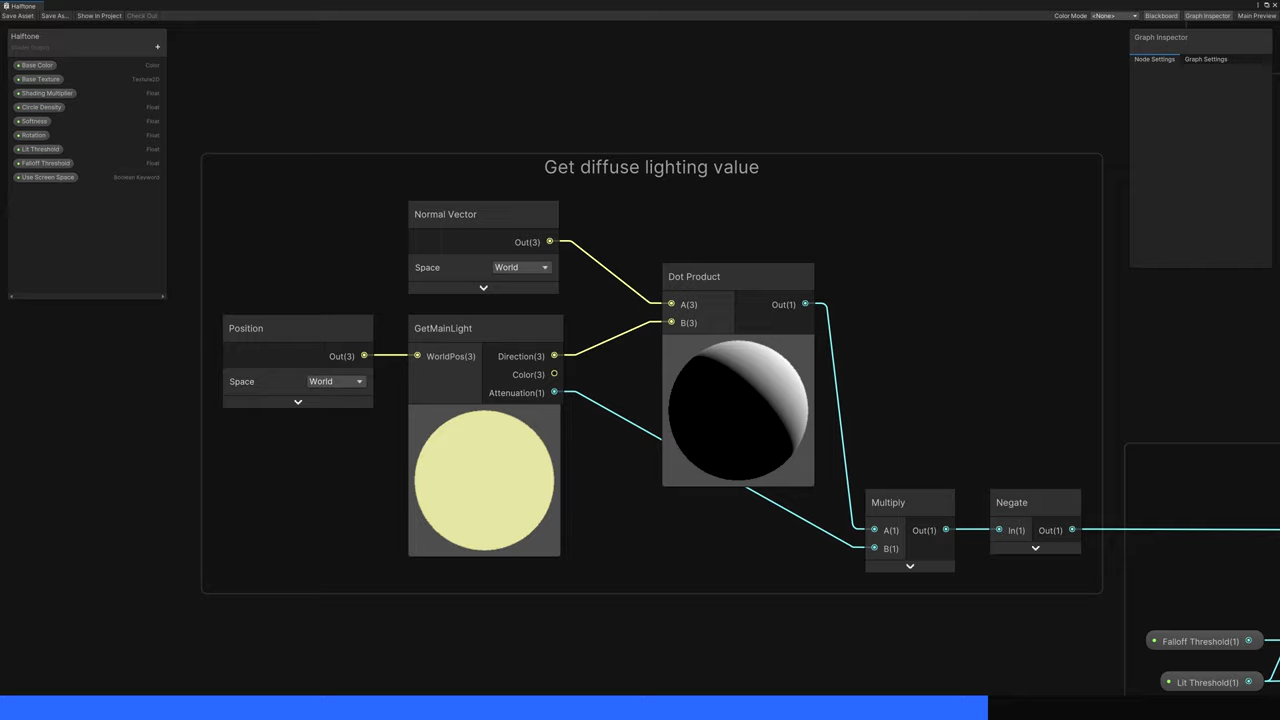 Halftone
Save Asset Save As... Show In Project Check Out
Color Mode <None> Blackboard Graph Inspector Main Preview
Halftone
Shader Graphs
Base Color Color
Base Texture Texture2D
Shading Multiplier Float
Circle Density Float
Softness Float
Rotation Float
Lit Threshold Float
Falloff Threshold Float
Use Screen Space Boolean Keyword
Graph Inspector
Node Settings Graph Settings
Get diffuse lighting value
Normal Vector
Out(3)
Space World
Position
Out(3)
Space World
GetMainLight
WorldPos(3) Direction(3)
Color(3)
Attenuation(1)
Dot Product
A(3) Out(1)
B(3)
Multiply
A(1) Out(1)
B(1)
Negate
In(1) Out(1)
Falloff Threshold(1)
Lit Threshold(1)